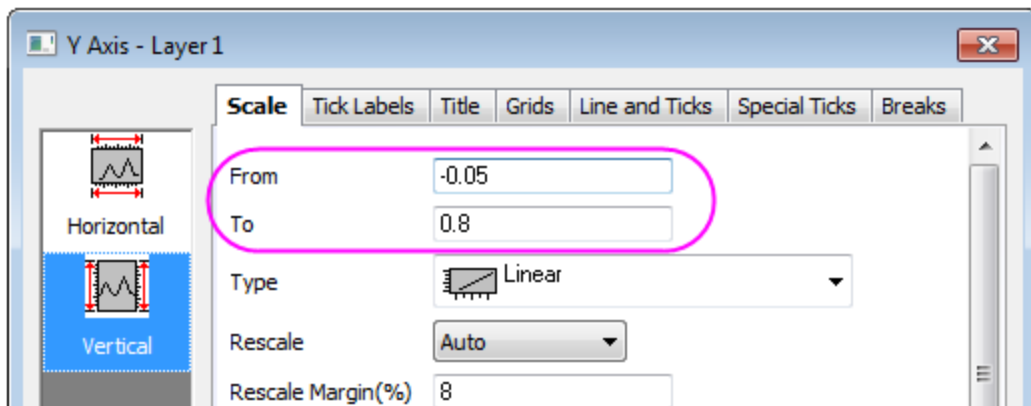 Y Axis - Layer 1
Scale Tick Labels Title Grids Line and Ticks Special Ticks Breaks
Horizontal
Vertical
From -0.05
To 0.8
Type Linear
Rescale Auto
Rescale Margin(%) 8